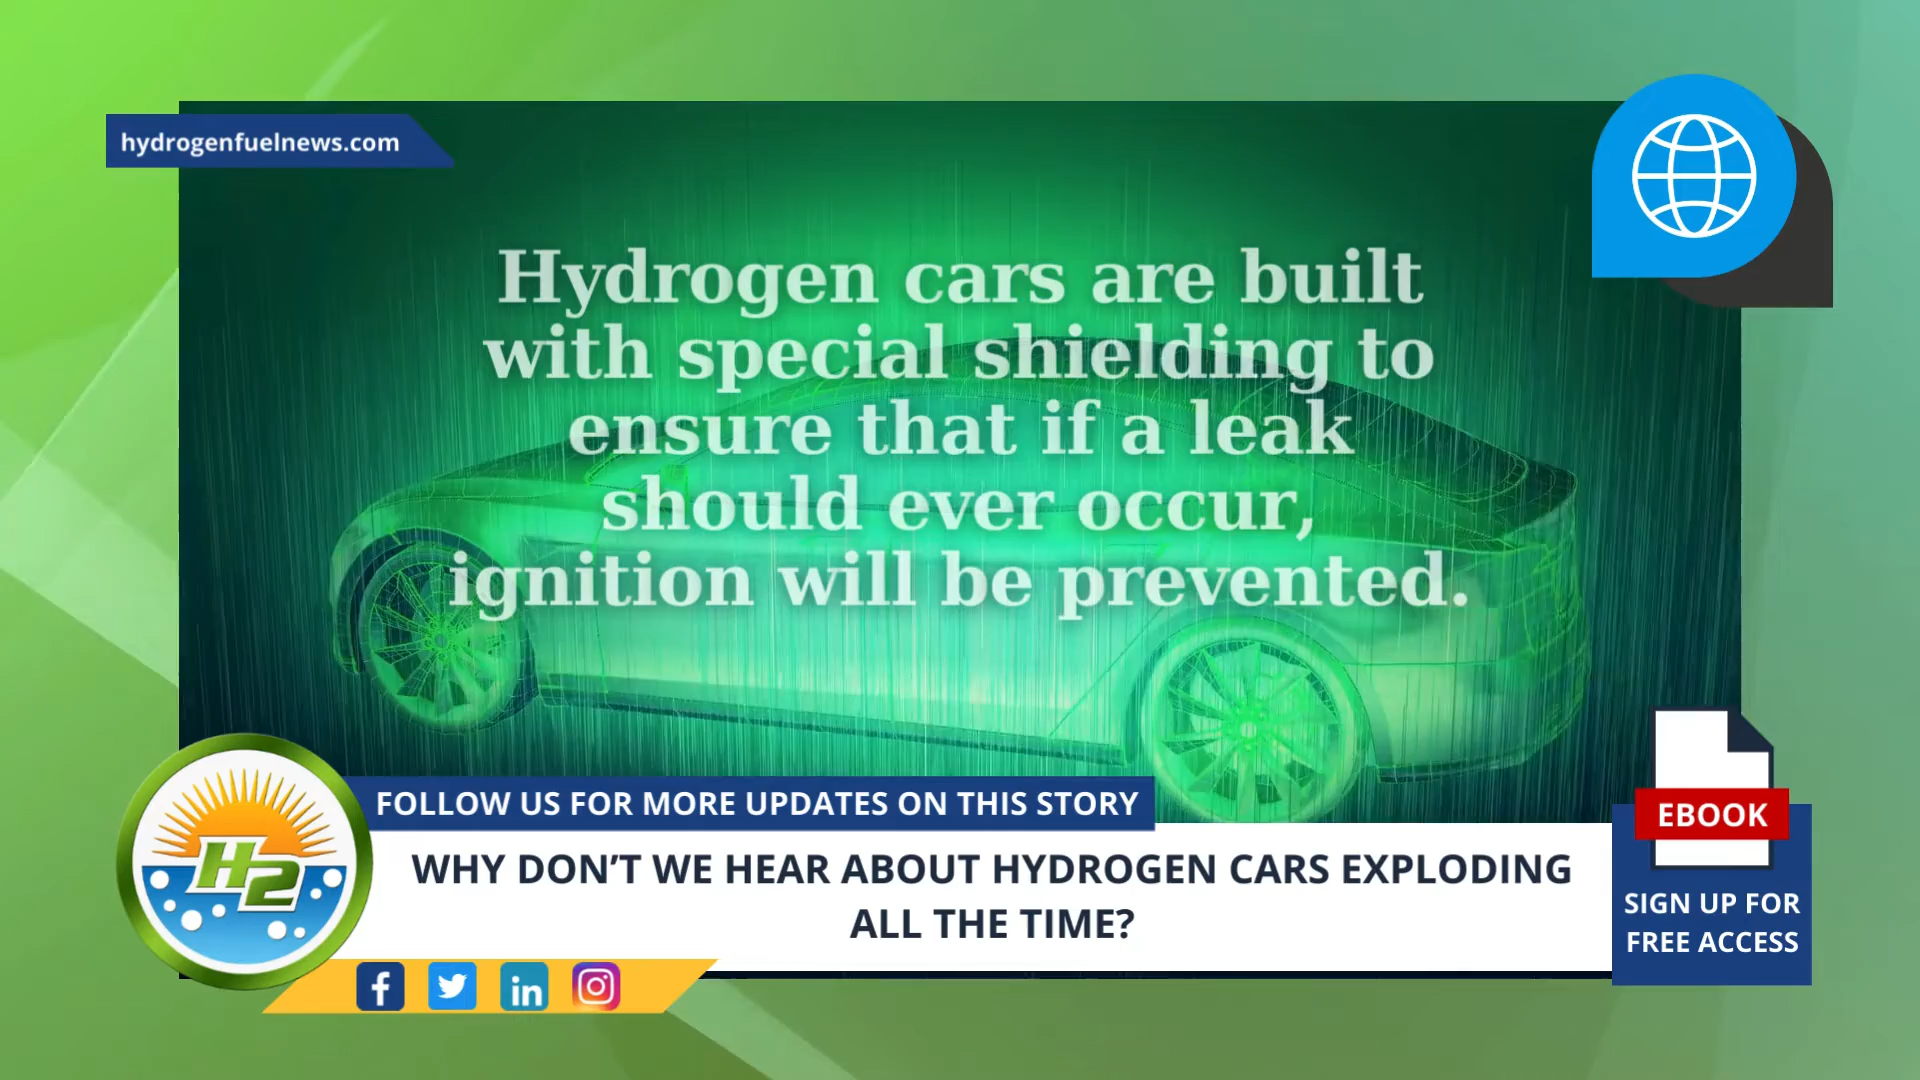 hydrogenfuelnews.com
Hydrogen cars are built
with special shielding to
ensure that if a leak
should ever occur,
ignition will be prevented.
FOLLOW US FOR MORE UPDATES ON THIS STORY
WHY DON’T WE HEAR ABOUT HYDROGEN CARS EXPLODING
ALL THE TIME?
H2
EBOOK
SIGN UP FOR
FREE ACCESS
f
in